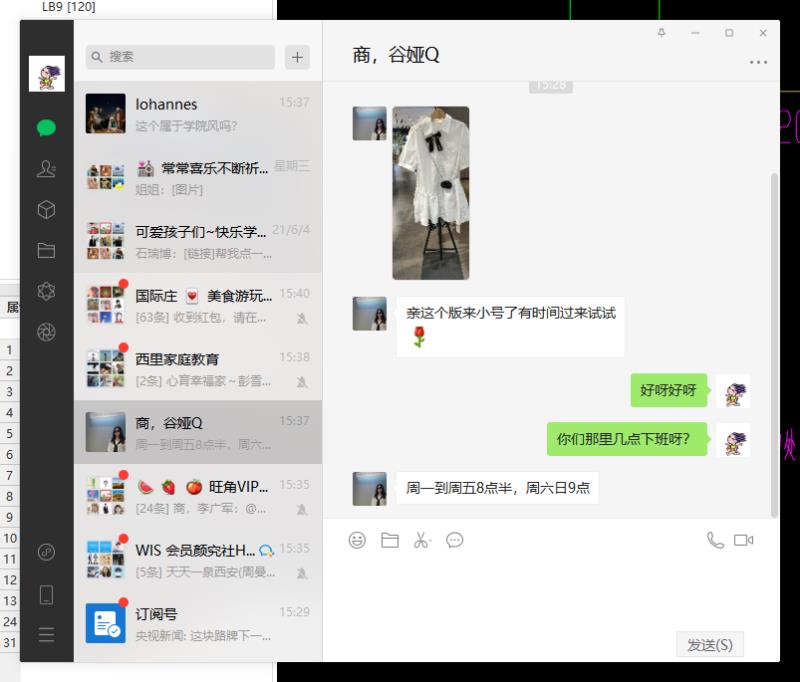 LB9 [120]
搜索
Iohannes
15:37
这个属于学院风吗?
常常喜乐不断祈...
星期三
姐姐: [图片]
可爱孩子们~快乐学...
21/6/4
石瑞博: [链接]帮我点一...
国际庄 💌 美食游玩...
15:40
[63条] 收到红包，请在...
西里家庭教育
15:38
[2条] 心育幸福家～彭雪...
商，谷娅Q
15:37
周一到周五8点半，周六...
🍉 🍓 🍅 旺角VIP...
15:35
[24条] 商，李广军: @...
WIS 会员颜究社H...
15:35
[5条] 天天一泉西安(周曼...
订阅号
15:29
央视新闻: 这块路牌下一...
商，谷娅Q
15:28
亲这个版来小号了有时间过来试试
🌹
好呀好呀
你们那里几点下班呀?
周一到周五8点半，周六日9点
发送(S)
属
1
2
3
4
5
6
7
8
9
10
11
12
13
24
31